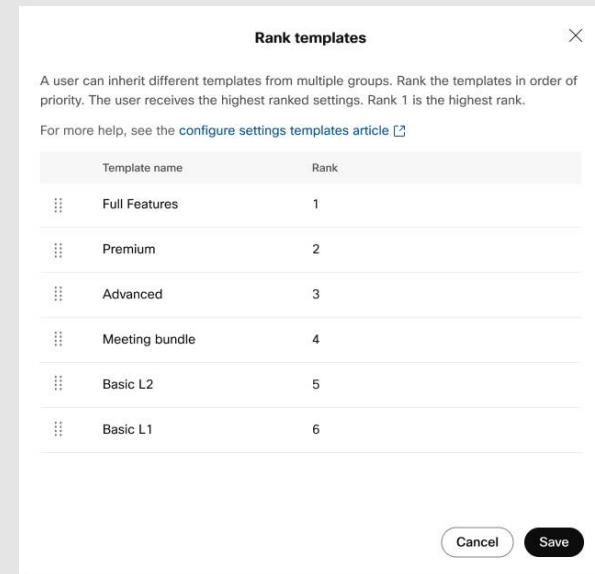 Rank templates
A user can inherit different templates from multiple groups. Rank the templates in order of
priority. The user receives the highest ranked settings. Rank 1 is the highest rank.
For more help, see the configure settings templates article
Template name Rank
Full Features 1
Premium 2
Advanced 3
Meeting bundle 4
Basic L2 5
Basic L1 6
Cancel Save